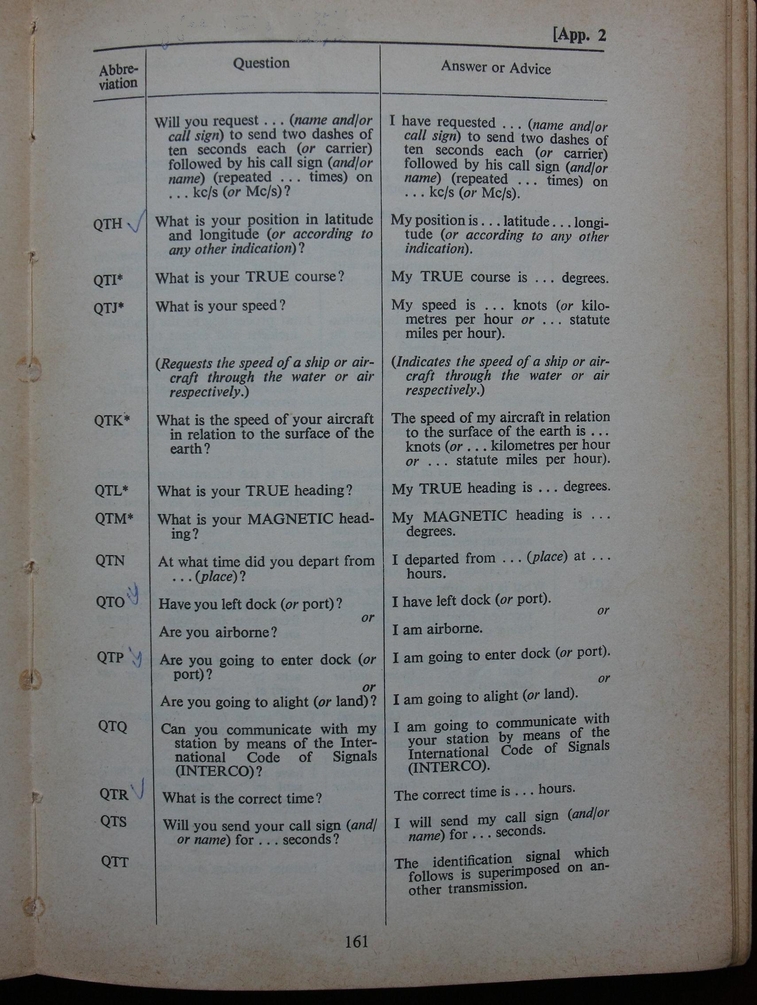 [App. 2
Abbre-
viation
Question
Answer or Advice
Will you request . . . (name and/or
call sign) to send two dashes of
ten seconds each (or carrier)
followed by his call sign (and/or
name) (repeated . . . times) on
. . . kc/s (or Mc/s)?
I have requested . . . (name and/or
call sign) to send two dashes of
ten seconds each (or carrier)
followed by his call sign (and/or
name) (repeated . . . times) on
. . . kc/s (or Mc/s).
QTH
What is your position in latitude
and longitude (or according to
any other indication)?
My position is . . . latitude . . . longi-
tude (or according to any other
indication).
QTI*
What is your TRUE course?
My TRUE course is . . . degrees.
QTJ*
What is your speed?
My speed is . . . knots (or kilo-
metres per hour or . . . statute
miles per hour).
(Requests the speed of a ship or air-
craft through the water or air
respectively.)
(Indicates the speed of a ship or air-
craft through the water or air
respectively.)
QTK*
What is the speed of your aircraft
in relation to the surface of the
earth?
The speed of my aircraft in relation
to the surface of the earth is . . .
knots (or . . . kilometres per hour
or . . . statute miles per hour).
QTL*
What is your TRUE heading?
My TRUE heading is . . . degrees.
QTM*
What is your MAGNETIC head-
ing?
My MAGNETIC heading is . . .
degrees.
QTN
At what time did you depart from
. . . (place)?
I departed from . . . (place) at . . .
hours.
QTO
Have you left dock (or port)?
or
Are you airborne?
I have left dock (or port).
or
I am airborne.
QTP
Are you going to enter dock (or
port)?
or
Are you going to alight (or land)?
I am going to enter dock (or port).
or
I am going to alight (or land).
QTQ
Can you communicate with my
station by means of the Inter-
national Code of Signals
(INTERCO)?
I am going to communicate with
your station by means of the
International Code of Signals
(INTERCO).
QTR
What is the correct time?
The correct time is . . . hours.
QTS
Will you send your call sign (and/
or name) for . . . seconds?
I will send my call sign (and/or
name) for . . . seconds.
QTT
The identification signal which
follows is superimposed on an-
other transmission.
161